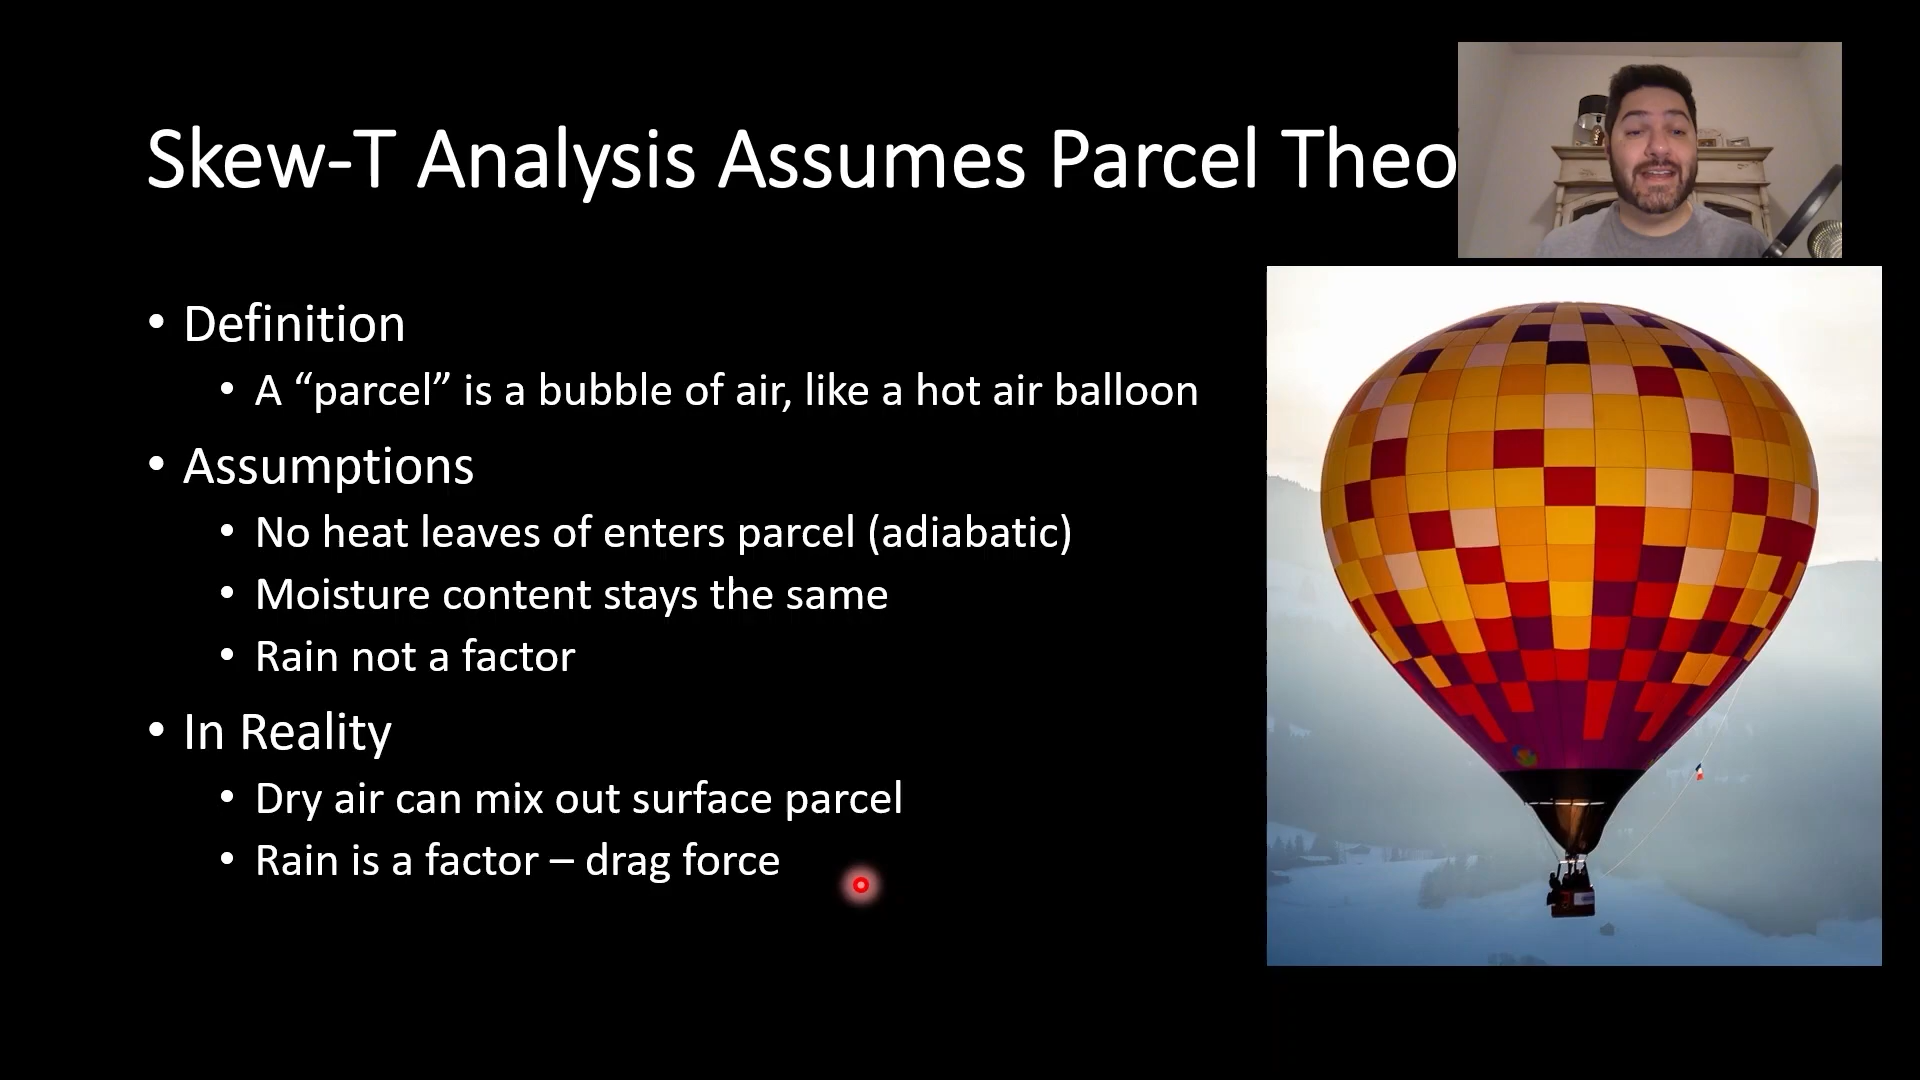 Skew-T Analysis Assumes Parcel Theo
• Definition
• A “parcel” is a bubble of air, like a hot air balloon
• Assumptions
• No heat leaves of enters parcel (adiabatic)
• Moisture content stays the same
• Rain not a factor
• In Reality
• Dry air can mix out surface parcel
• Rain is a factor – drag force